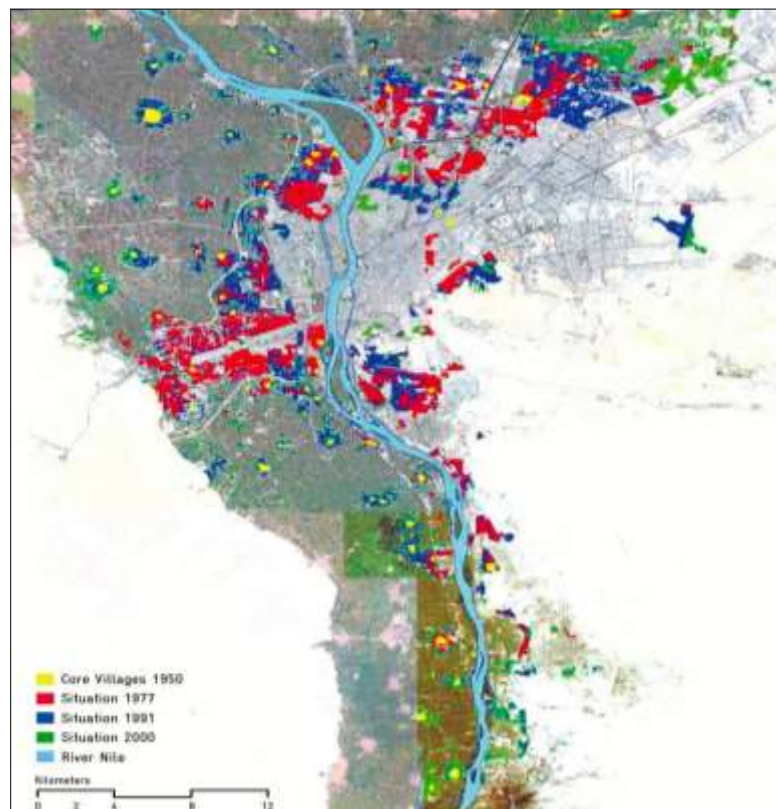 Core Villages 1950
Situation 1977
Situation 1991
Situation 2000
River Nile
Kilometers
0 2 4 8 12